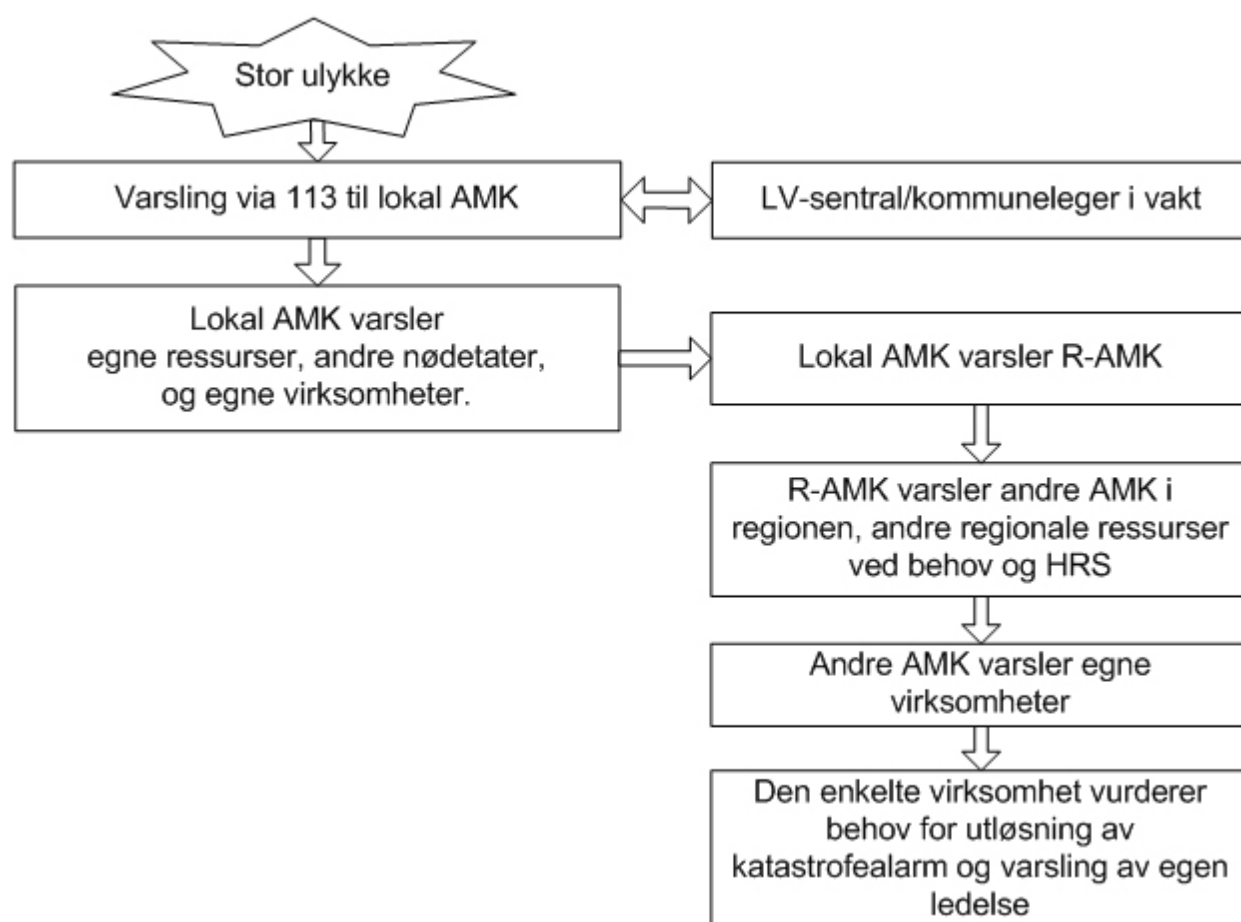 Stor ulykke
Varsling via 113 til lokal AMK
LV-sentral/kommuneleger i vakt
Lokal AMK varsler
egne ressurser, andre nødetater,
og egne virksomheter.
Lokal AMK varsler R-AMK
R-AMK varsler andre AMK i
regionen, andre regionale ressurser
ved behov og HRS
Andre AMK varsler egne
virksomheter
Den enkelte virksomhet vurderer
behov for utløsning av
katastrofealarm og varsling av egen
ledelse